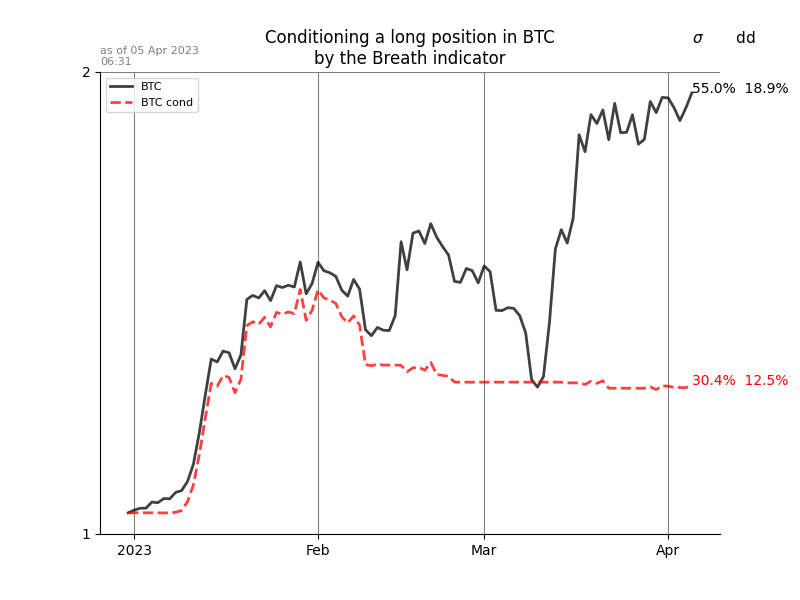 Conditioning a long position in BTC
by the Breath indicator
σ dd
as of 05 Apr 2023
06:31
2
BTC
BTC cond
55.0% 18.9%
30.4% 12.5%
1
2023 Feb Mar Apr